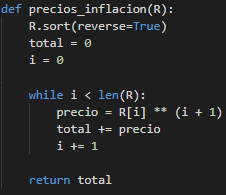 def precios_inflacion(R):
    R.sort(reverse=True)
    total = 0
    i = 0

    while i < len(R):
        precio = R[i] ** (i + 1)
        total += precio
        i += 1

    return total